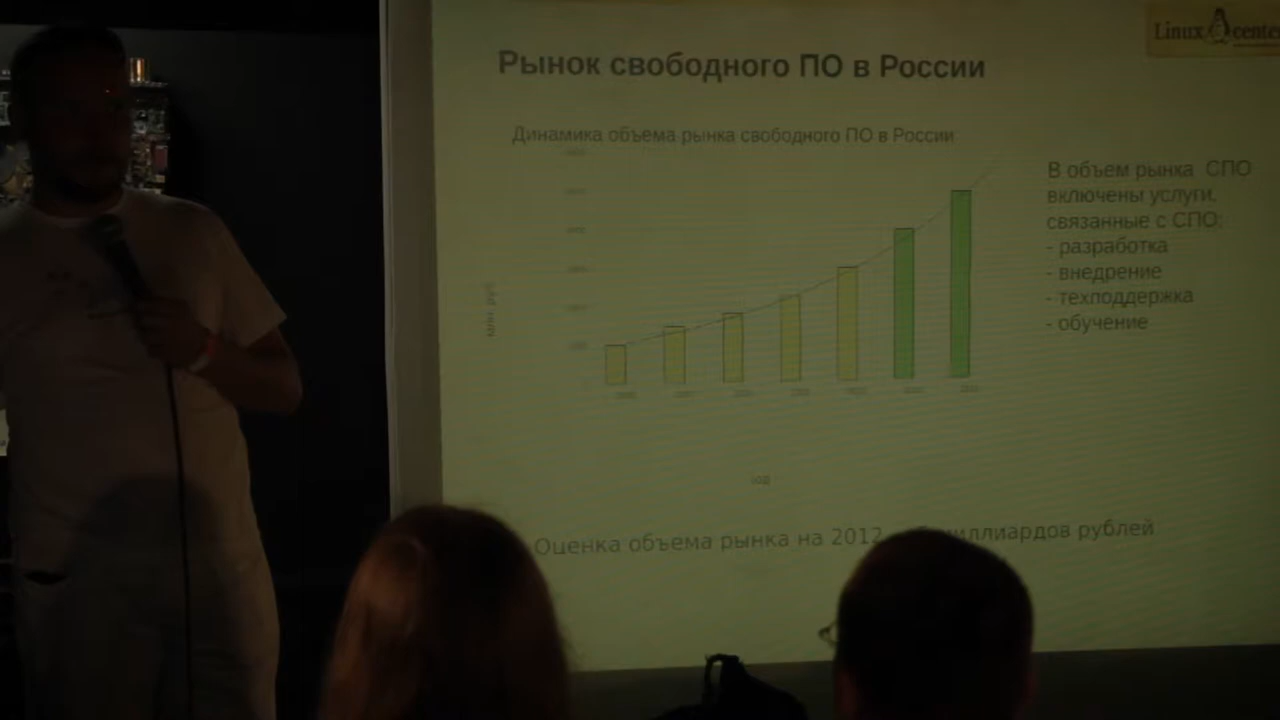 Linux center
Рынок свободного ПО в России
Динамика объема рынка свободного ПО в России
В объем рынка СПО
включены услуги,
связанные с СПО:
- разработка
- внедрение
- техподдержка
- обучение
год
Оценка объема рынка на 2012 рублей